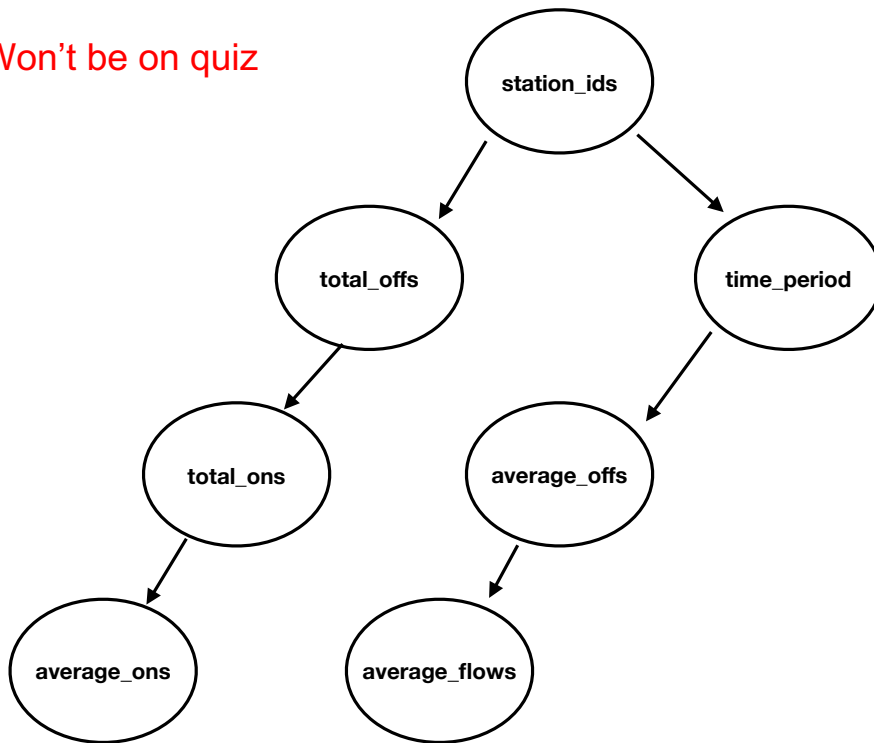 Won't be on quiz
station_ids
total_offs
time_period
total_ons
average_offs
average_ons
average_flows